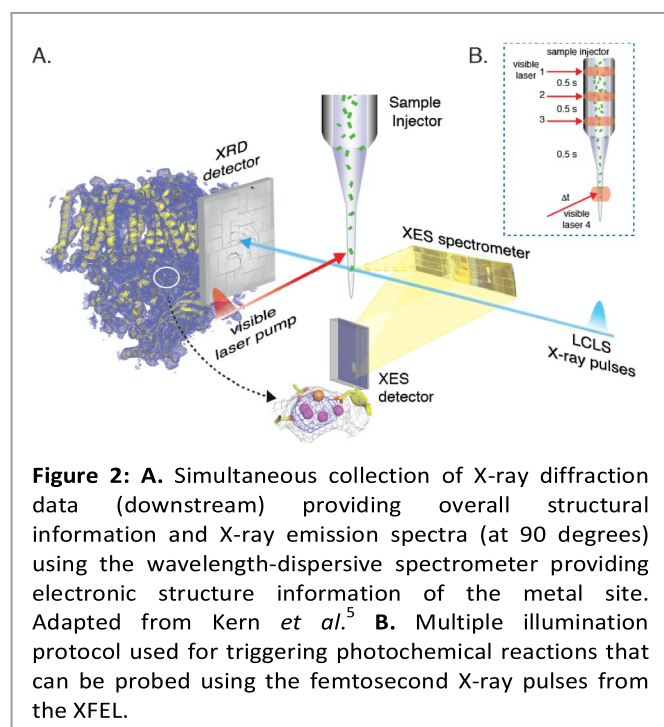 A.
B.
sample injector
visible
laser 1
0.5 s
2
0.5 s
3
0.5 s
Δt
visible
laser 4
Sample
Injector
XRD
detector
XES spectrometer
visible
laser pump
LCLS
X-ray pulses
XES
detector
Figure 2: A. Simultaneous collection of X-ray diffraction
data (downstream) providing overall structural
information and X-ray emission spectra (at 90 degrees)
using the wavelength-dispersive spectrometer providing
electronic structure information of the metal site.
Adapted from Kern et al.⁵ B. Multiple illumination
protocol used for triggering photochemical reactions that
can be probed using the femtosecond X-ray pulses from
the XFEL.